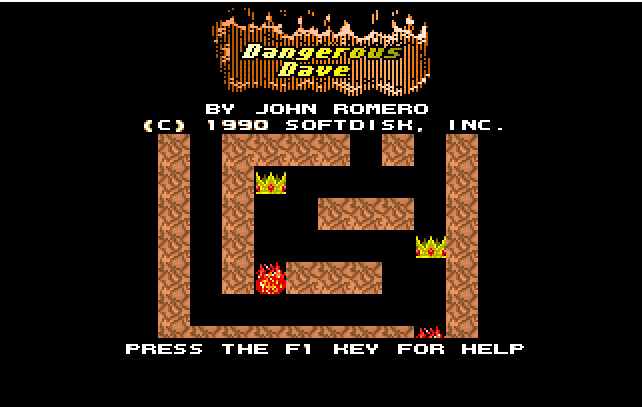 Dangerous
Dave
BY JOHN ROMERO
(C) 1990 SOFTDISK, INC.
PRESS THE F1 KEY FOR HELP